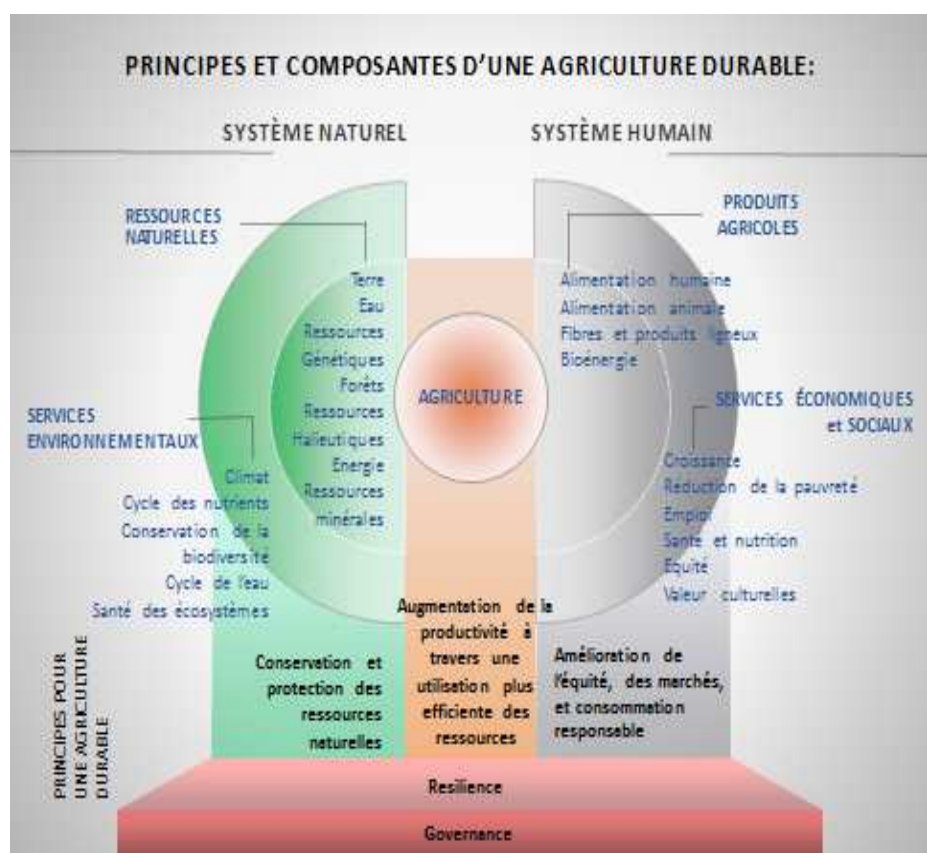 PRINCIPES ET COMPOSANTES D'UNE AGRICULTURE DURABLE:
SYSTÈME NATUREL
SYSTÈME HUMAIN
RESSOURCES
NATURELLES
PRODUITS
AGRICOLES
Terre
Eau
Ressources
Génétiques
Forêts
Ressources
Halieutiques
Energie
Ressources
minérales
Alimentation humaine
Alimentation animale
Fibres et produits ligneux
Bioénergie
AGRICULTURE
SERVICES
ENVIRONNEMENTAUX
SERVICES ÉCONOMIQUES
et SOCIAUX
Climat
Cycle des nutrients
Conservation de la
biodiversité
Cycle de l'eau
Santé des écosystèmes
Croissance
Réduction de la pauvreté
Emploi
Santé et nutrition
Equité
Valeur culturelles
PRINCIPES POUR
UNE AGRICULTURE
DURABLE
Conservation et
protection des
ressources
naturelles
Augmentation de la
productivité à
travers une
utilisation plus
efficiente des
ressources
Amélioration de
l'équité, des marchés,
et consommation
responsable
Resilience
Governance